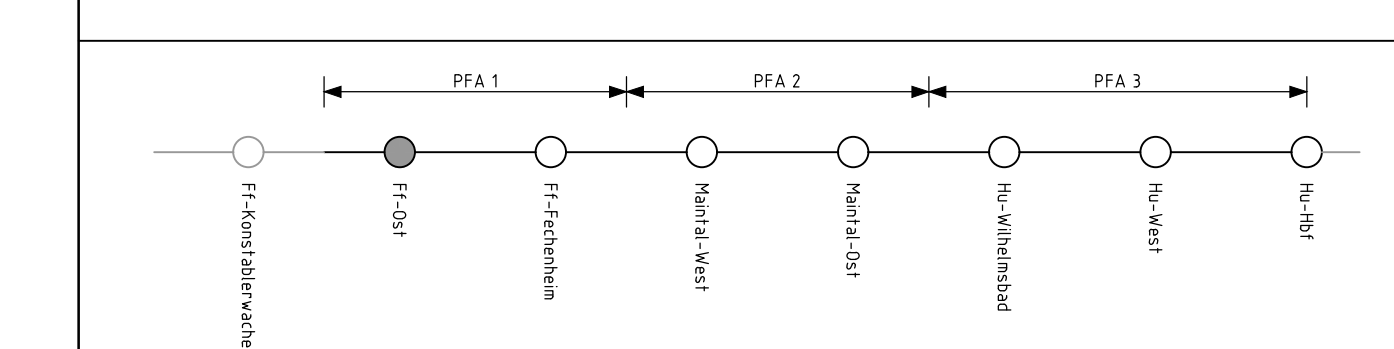 PFA 1
PFA 2
PFA 3
Ff-Konstablerwache
Ff-Ost
Ff-Fechenheim
Maintal-West
Maintal-Ost
Hu-Wilhelmsbad
Hu-West
Hu-Hbf